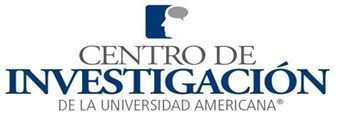 CENTRO DE
INVESTIGACIÓN
DE LA UNIVERSIDAD AMERICANA®